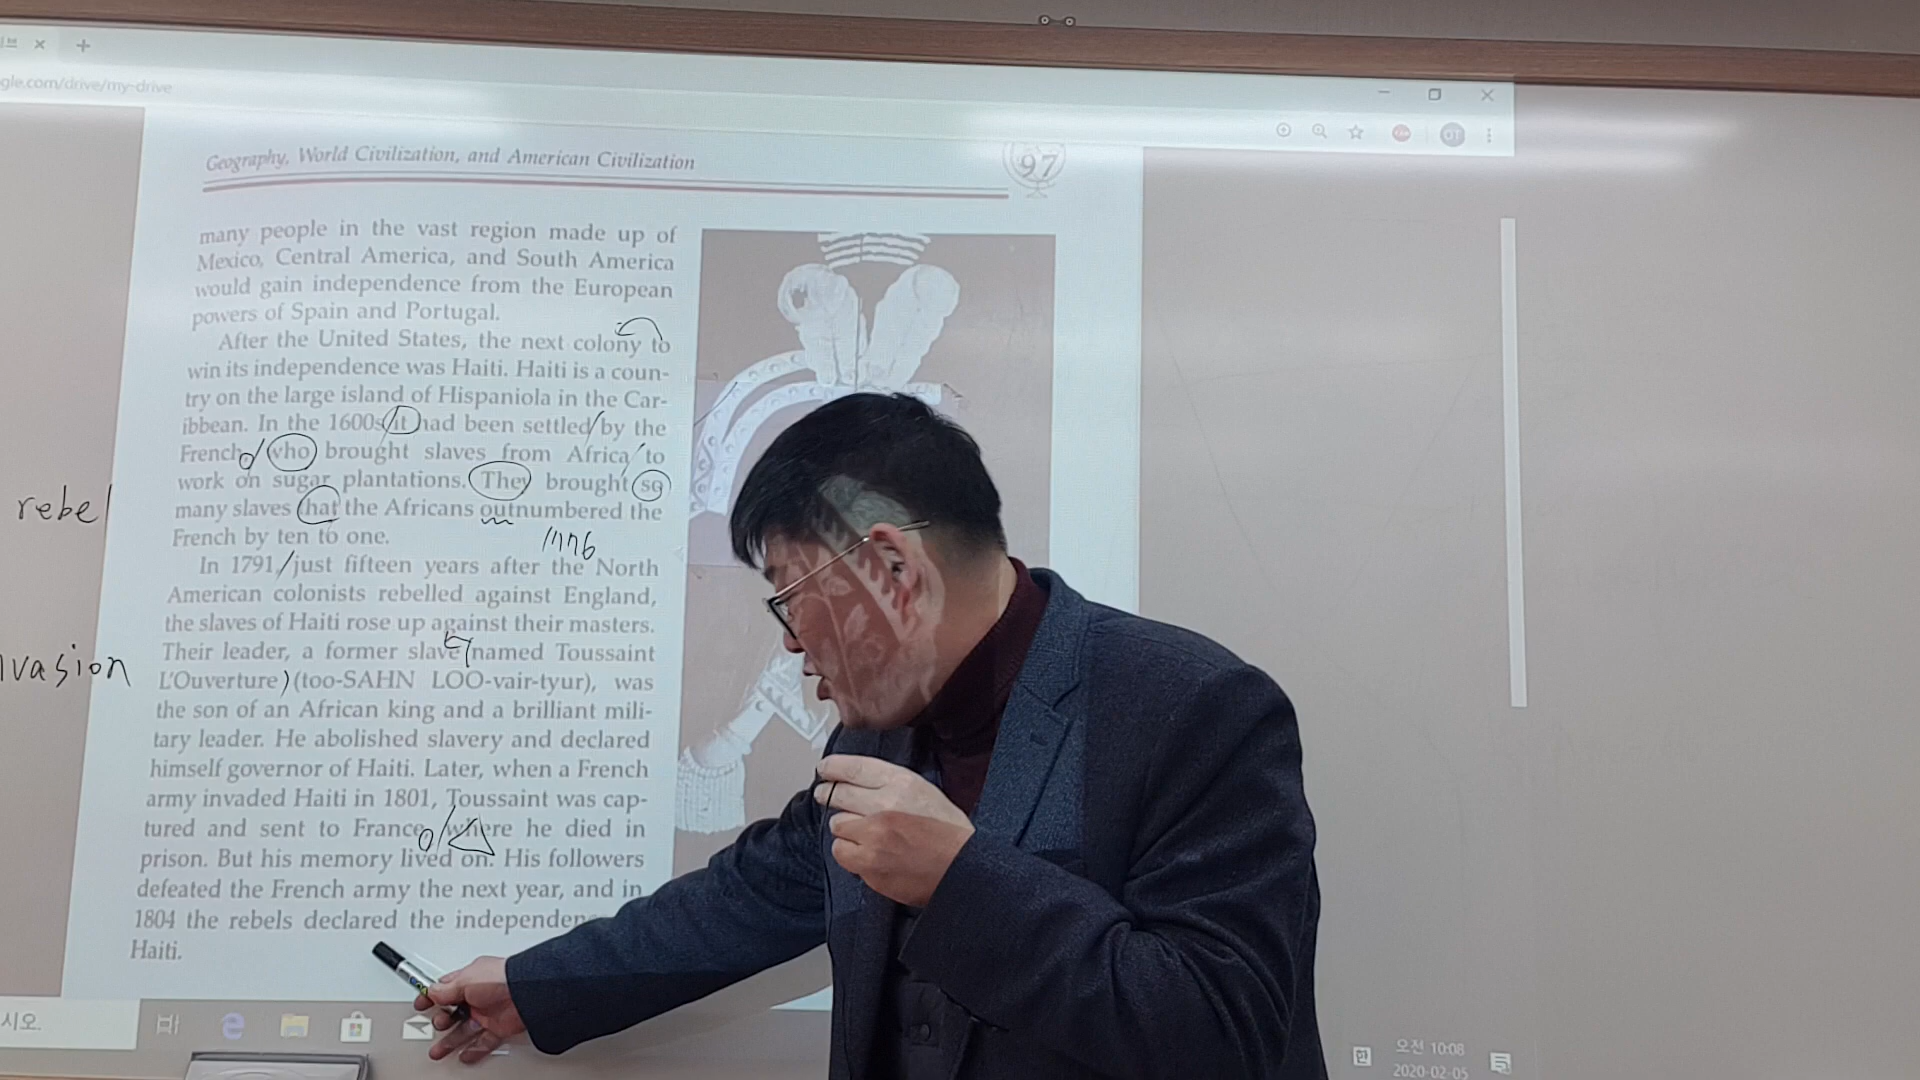 gle.com/drive/my-drive
Geography, World Civilization, and American Civilization
97
many people in the vast region made up of
Mexico, Central America, and South America
would gain independence from the European
powers of Spain and Portugal.
After the United States, the next colony to
win its independence was Haiti. Haiti is a coun-
try on the large island of Hispaniola in the Car-
ibbean. In the 1600s it had been settled by the
French, who brought slaves from Africa to
work on sugar plantations. They brought so
many slaves that the Africans outnumbered the
French by ten to one.
1776
In 1791, just fifteen years after the North
American colonists rebelled against England,
the slaves of Haiti rose up against their masters.
Their leader, a former slave named Toussaint
L'Ouverture (too-SAHN LOO-vair-tyur), was
the son of an African king and a brilliant mili-
tary leader. He abolished slavery and declared
himself governor of Haiti. Later, when a French
army invaded Haiti in 1801, Toussaint was cap-
tured and sent to France, where he died in
prison. But his memory lived on. His followers
defeated the French army the next year, and in
1804 the rebels declared the independen
Haiti.
rebel
nvasion
시오.
한
오전 10:08
2020-02-05